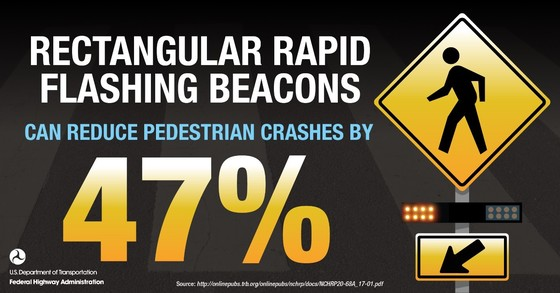 RECTANGULAR RAPID
FLASHING BEACONS
CAN REDUCE PEDESTRIAN CRASHES BY
47%
U.S. Department of Transportation
Federal Highway Administration
Source: http://onlinepubs.trb.org/onlinepubs/nchrp/docs/NCHRP20-68A_17-01.pdf